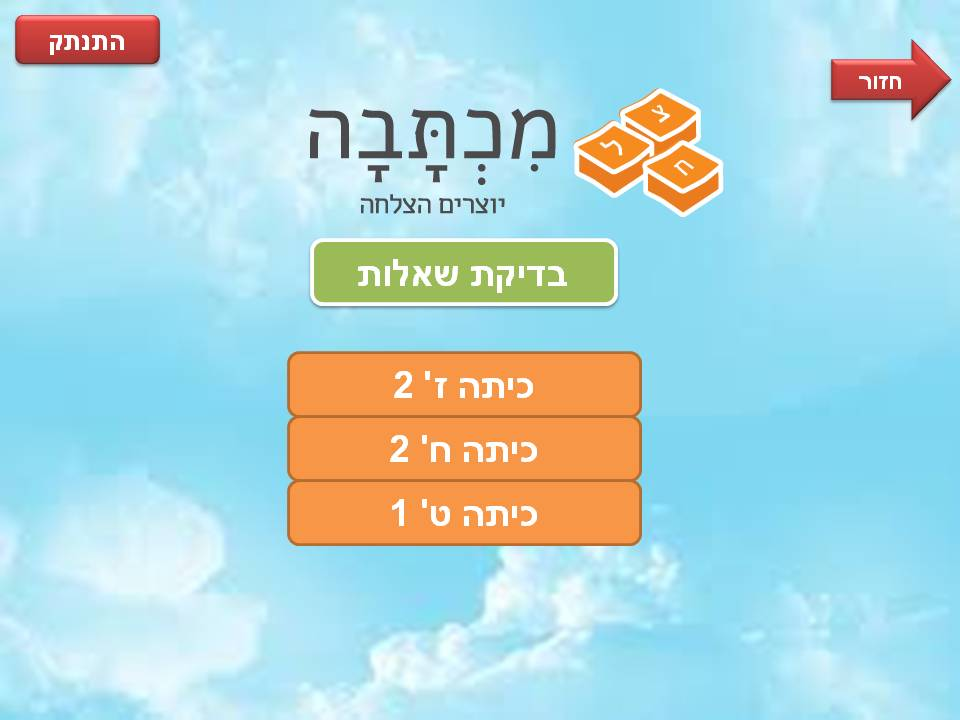 התנתק
חזור
מִכְתָּבָה
צ
ל
ח
יוצרים הצלחה
בדיקת שאלות
כיתה ז' 2
כיתה ח' 2
כיתה ט' 1